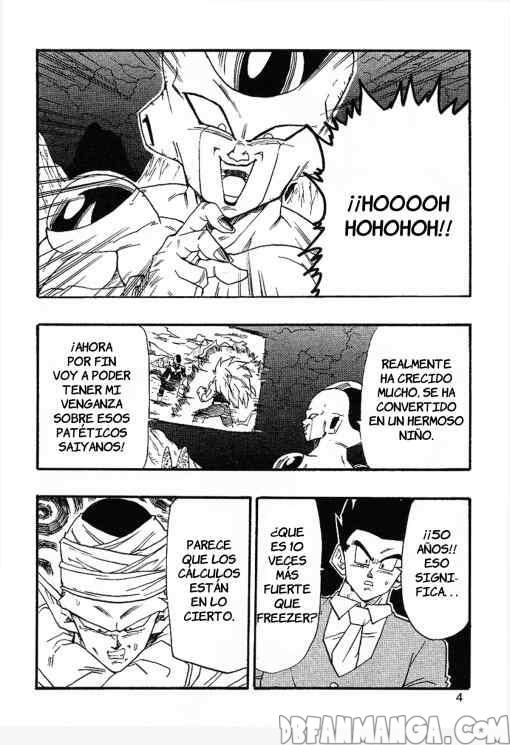 ¡¡HOOOOH
HOHOHOH!!
REALMENTE
HA CRECIDO
MUCHO, SE HA
CONVERTIDO
EN UN HERMOSO
NIÑO.
¡AHORA
POR FIN
VOY A PODER
TENER MI
VENGANZA
SOBRE ESOS
PATÉTICOS
SAIYANOS!
¡¡50
AÑOS!!
ESO
SIGNI-
FICA...
¿QUE
ES 10
VECES
MÁS
FUERTE
QUE
FREEZER?
PARECE
QUE LOS
CÁLCULOS
ESTÁN
EN LO
CIERTO.
4
DBFANMANGA.COM